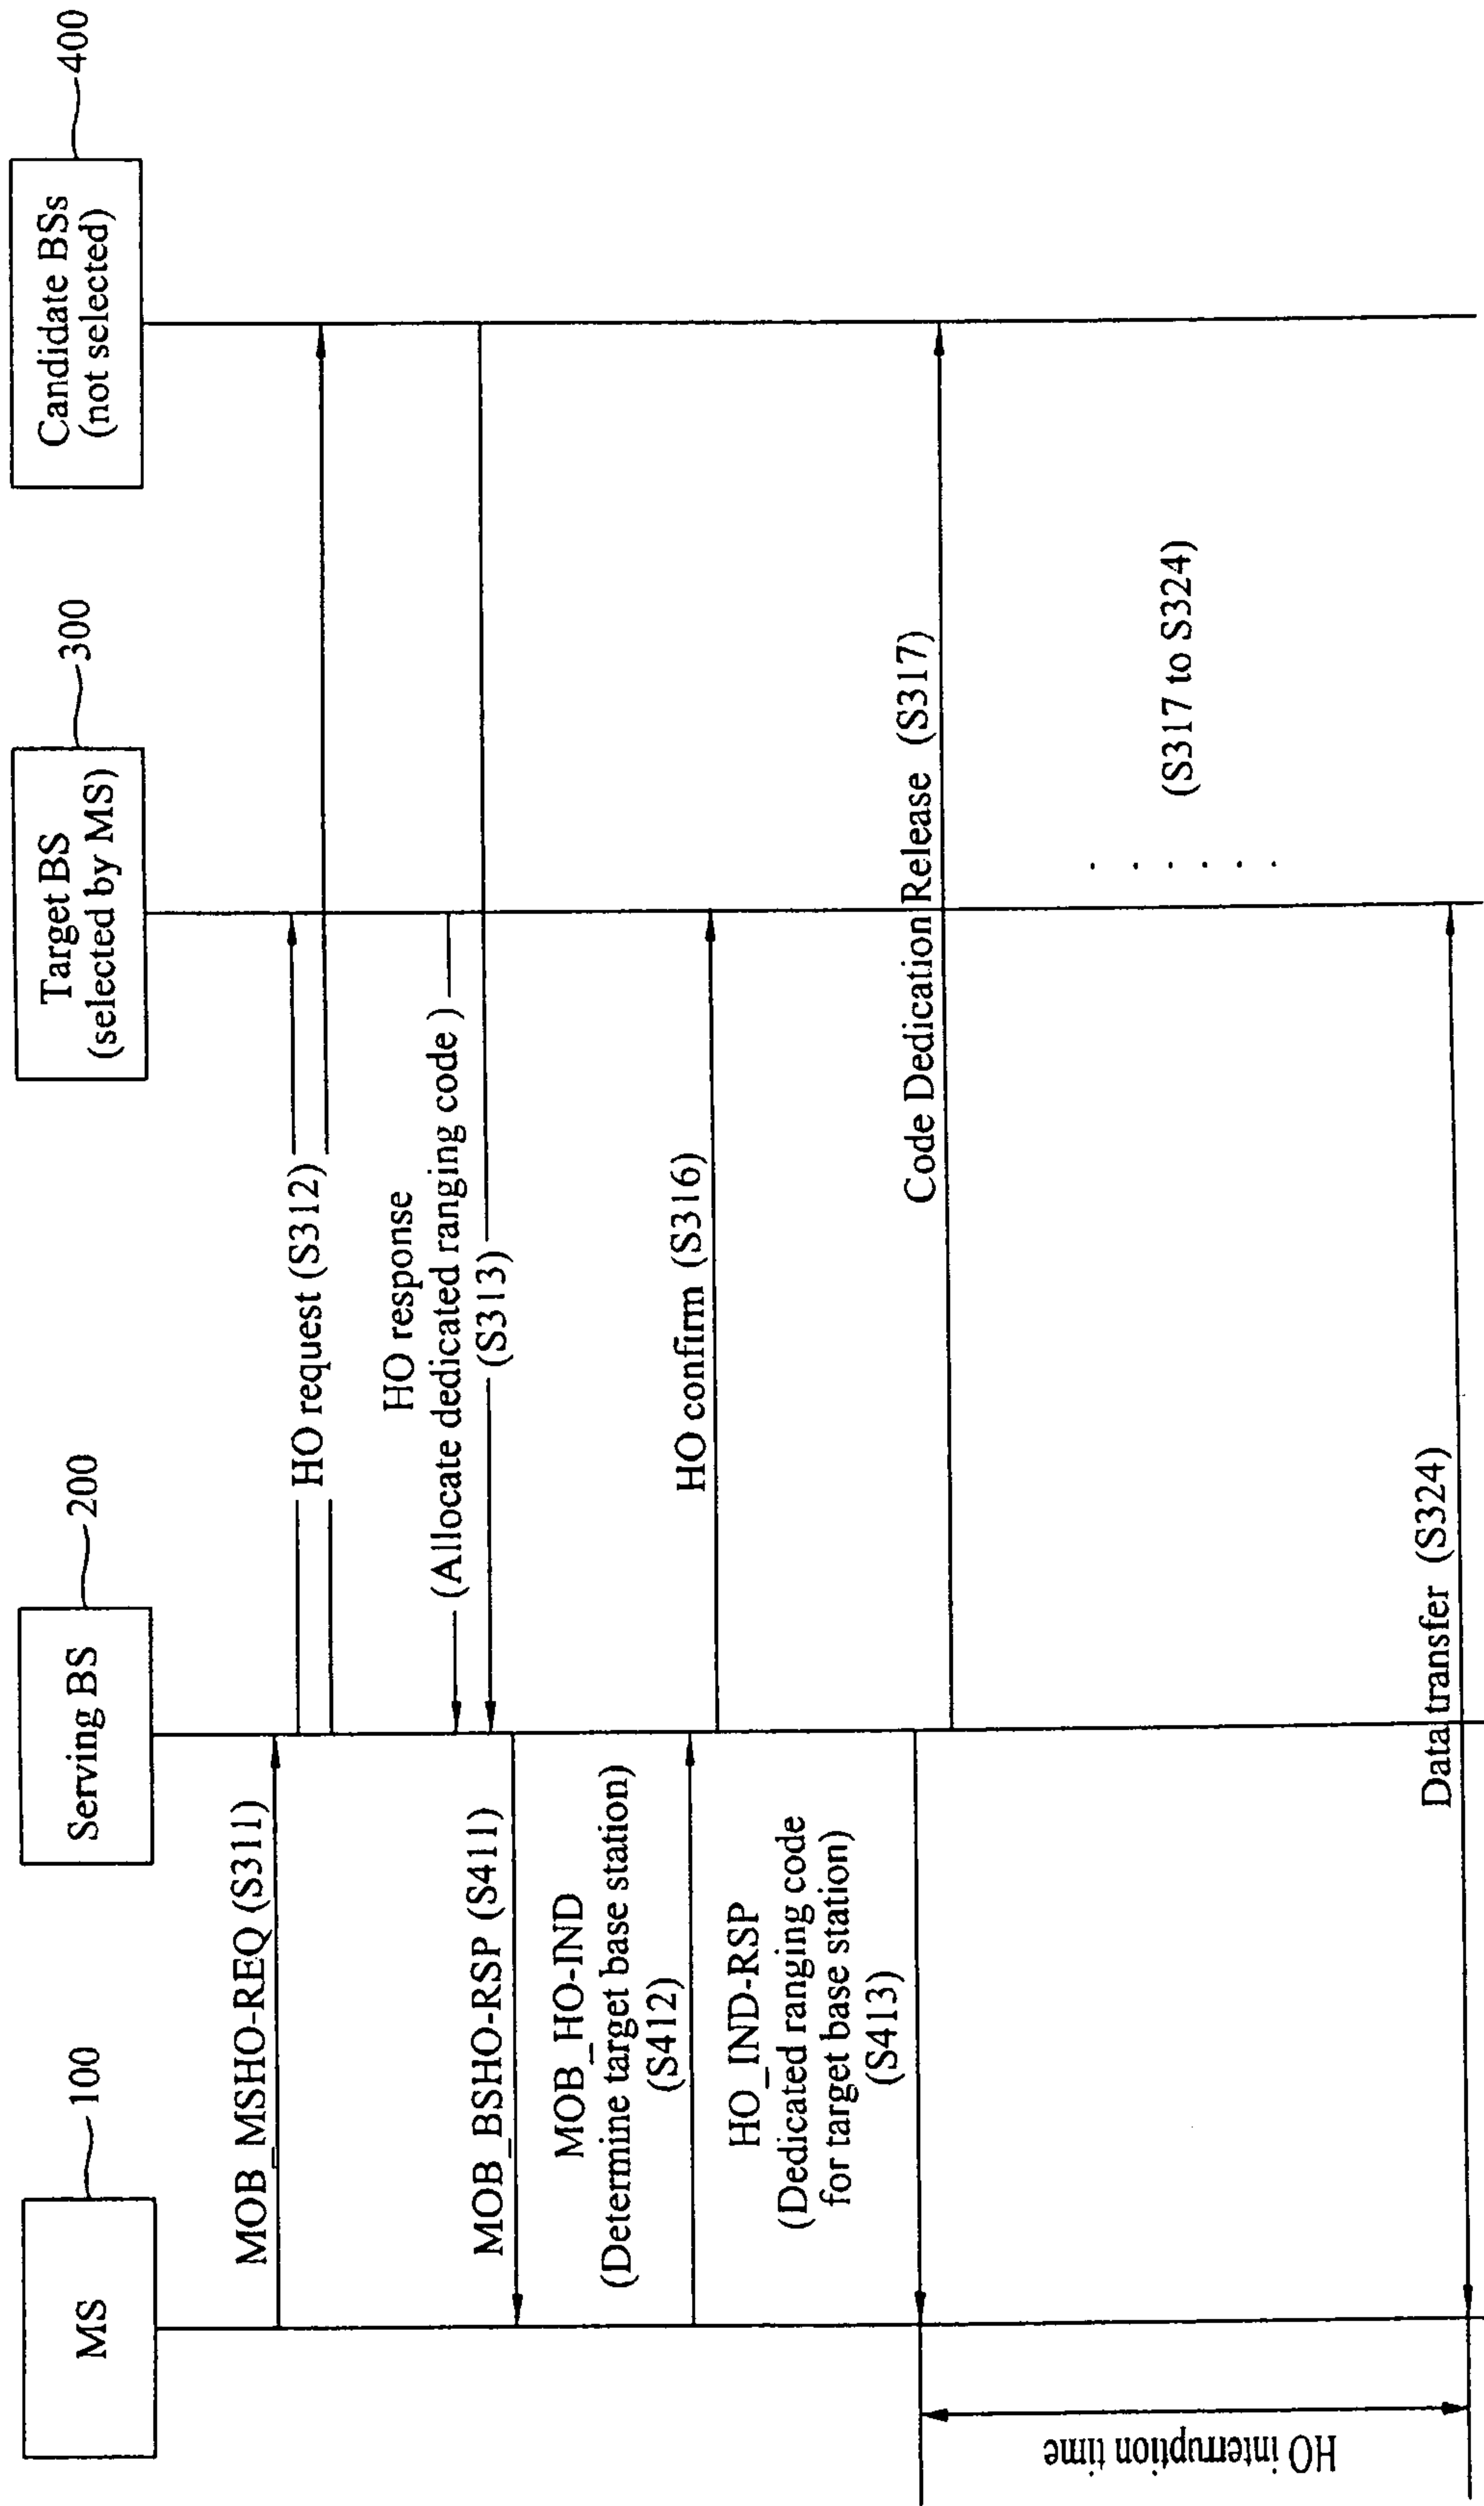 MS
100
Serving BS
200
Target BS
(selected by MS)
300
Candidate BSs
(not selected)
400
MOB_MSHO-REQ (S311)
HO request (S312)
HO response
(Allocate dedicated ranging code )
(S313)
MOB_BSHO-RSP (S411)
MOB_HO-IND
(Determine target base station)
(S412)
HO confirm (S316)
HO_IND-RSP
(Dedicated ranging code
for target base station)
(S413)
Code Dedication Release (S317)
(S317 to S324)
. . . . . .
HO interruption time
Data transfer (S324)